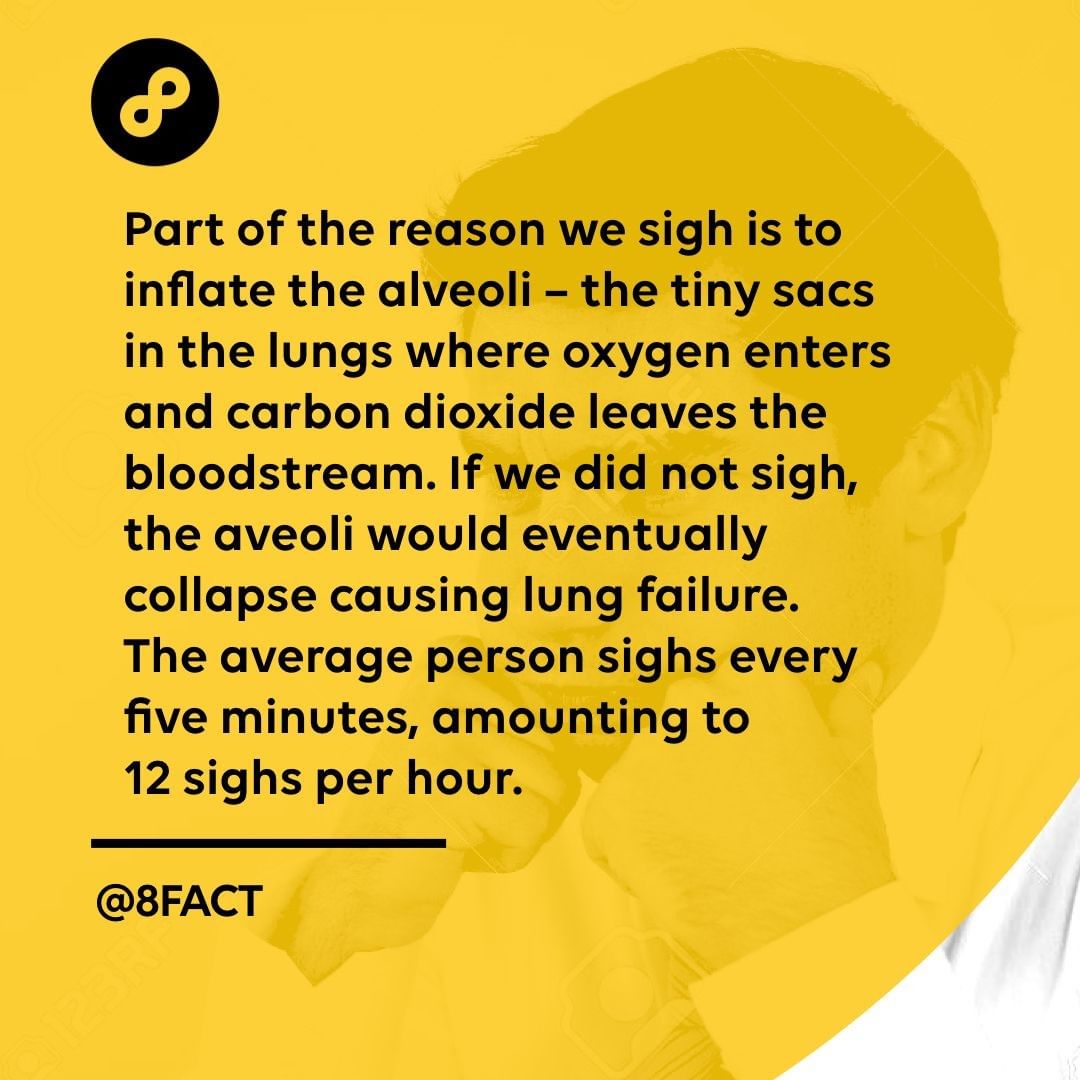 Part of the reason we sigh is to
inflate the alveoli – the tiny sacs
in the lungs where oxygen enters
and carbon dioxide leaves the
bloodstream. If we did not sigh,
the aveoli would eventually
collapse causing lung failure.
The average person sighs every
five minutes, amounting to
12 sighs per hour.
@8FACT
123RF